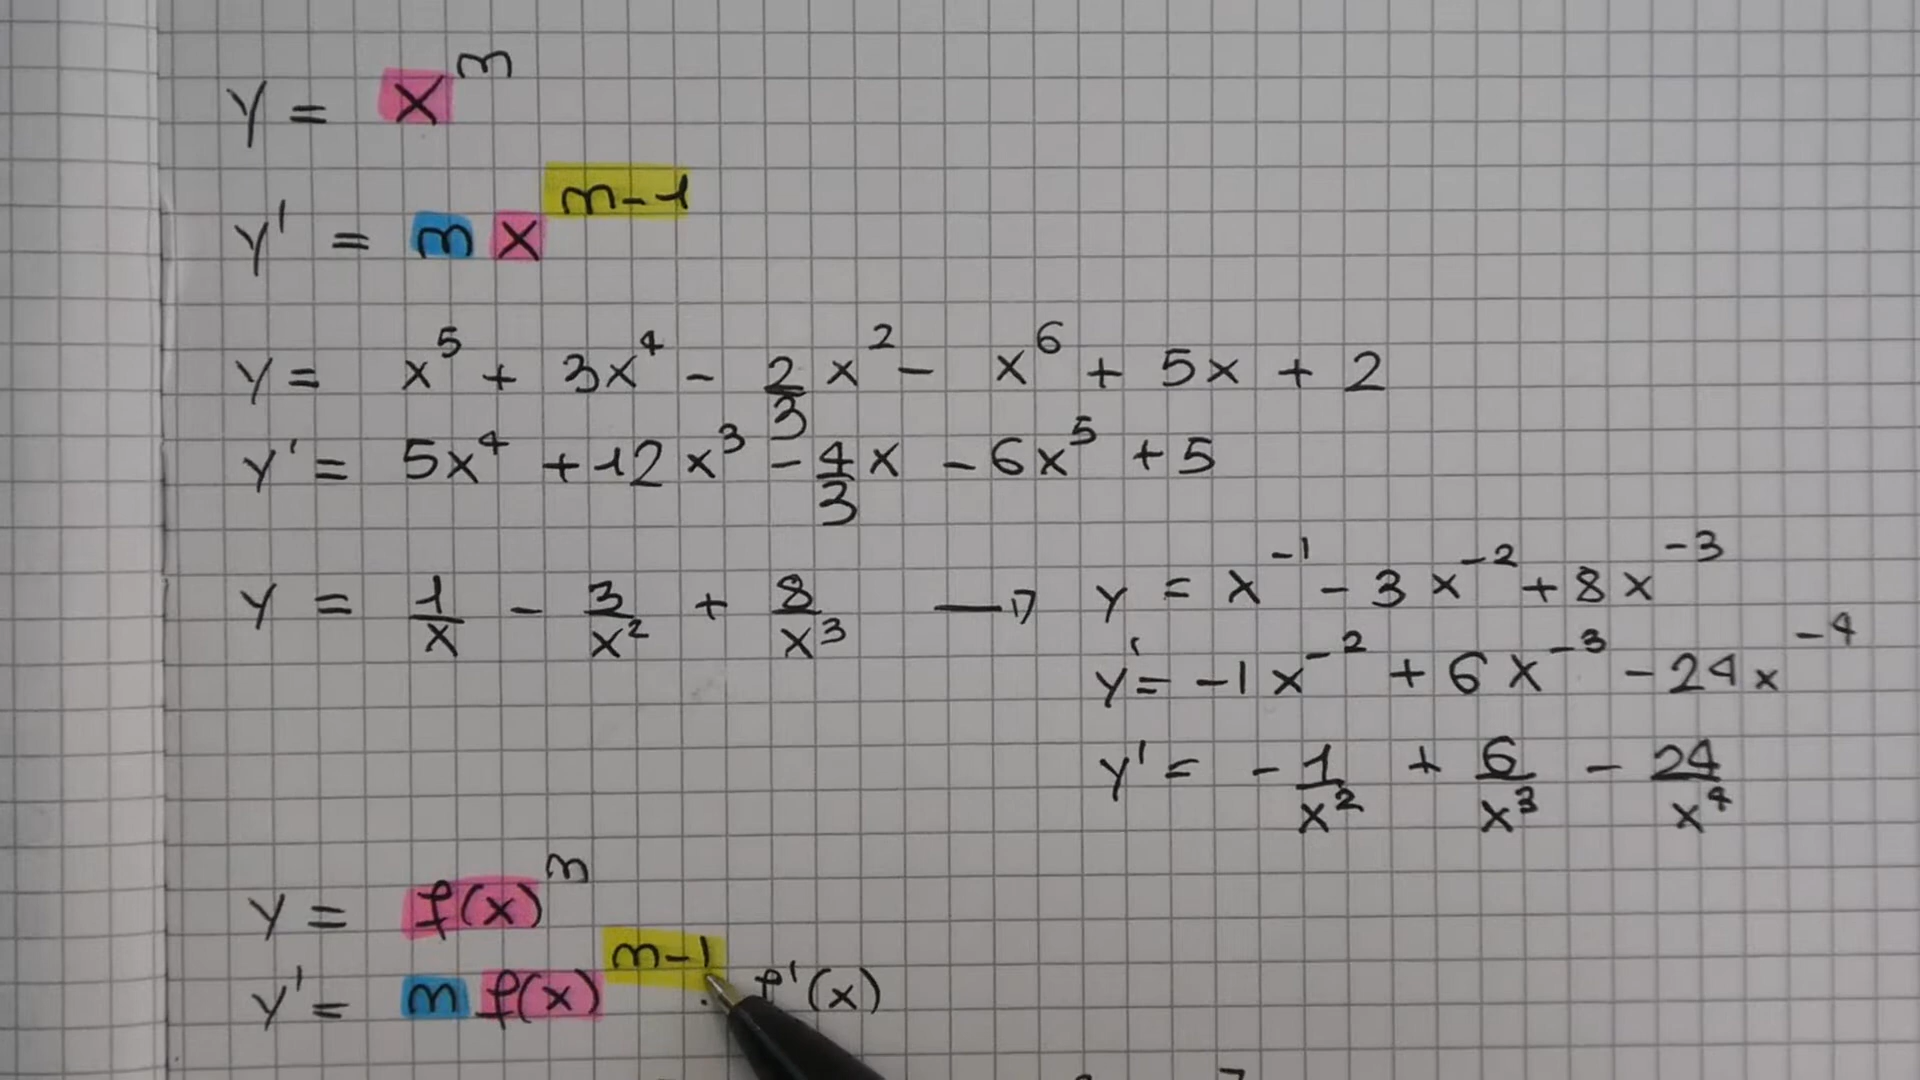 y = x^n
y' = n x^n-1
y = x^5 + 3x^4 - 2/3 x^2 - x^6 + 5x + 2
y' = 5x^4 + 12x^3 - 4/3 x - 6x^5 + 5
y = 1/x - 3/x^2 + 8/x^3 → y = x^-1 - 3x^-2 + 8x^-3
y' = -1x^-2 + 6x^-3 - 24x^-4
y' = - 1/x^2 + 6/x^3 - 24/x^4
y = f(x)^n
y' = n f(x)^n-1 . f'(x)